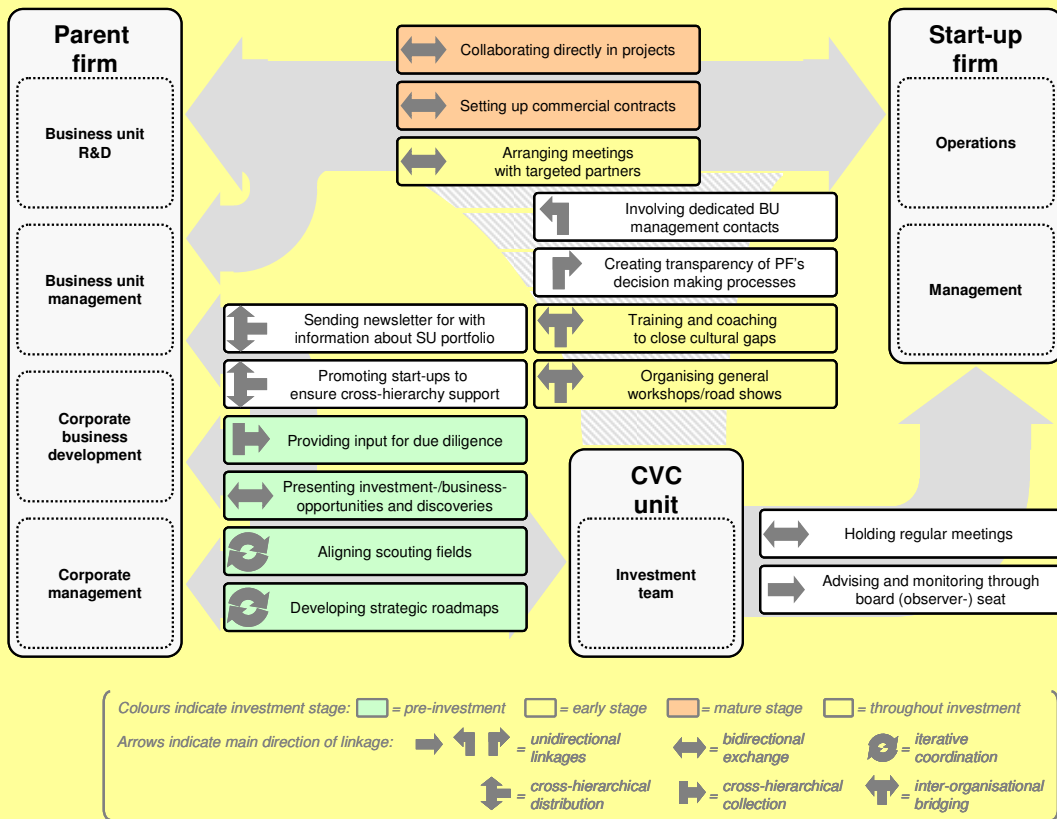 Parent
firm
Business unit
R&D
Business unit
management
Corporate
business
development
Corporate
management
Collaborating directly in projects
Setting up commercial contracts
Arranging meetings
with targeted partners
Involving dedicated BU
management contacts
Creating transparency of PF's
decision making processes
Sending newsletter for with
information about SU portfolio
Training and coaching
to close cultural gaps
Promoting start-ups to
ensure cross-hierarchy support
Organising general
workshops/road shows
Providing input for due diligence
Presenting investment-/business-
opportunities and discoveries
Aligning scouting fields
Developing strategic roadmaps
CVC
unit
Investment
team
Start-up
firm
Operations
Management
Holding regular meetings
Advising and monitoring through
board (observer-) seat
Colours indicate investment stage: = pre-investment = early stage = mature stage = throughout investment
Arrows indicate main direction of linkage: = unidirectional linkages = bidirectional exchange = iterative coordination
= cross-hierarchical distribution = cross-hierarchical collection = inter-organisational bridging